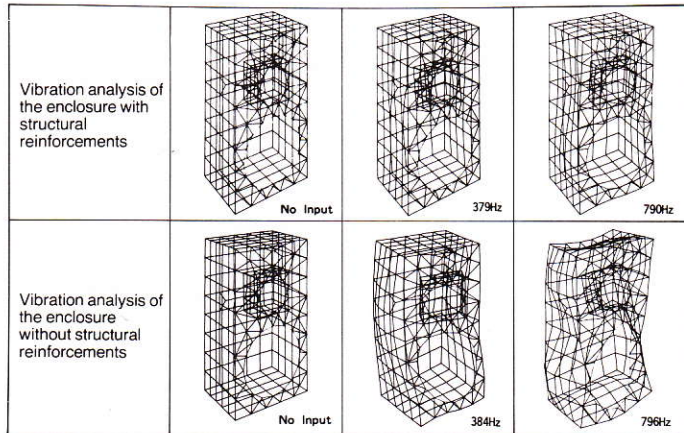 Vibration analysis of
the enclosure with
structural
reinforcements
No Input
379Hz
790Hz
Vibration analysis of
the enclosure
without structural
reinforcements
No Input
384Hz
796Hz